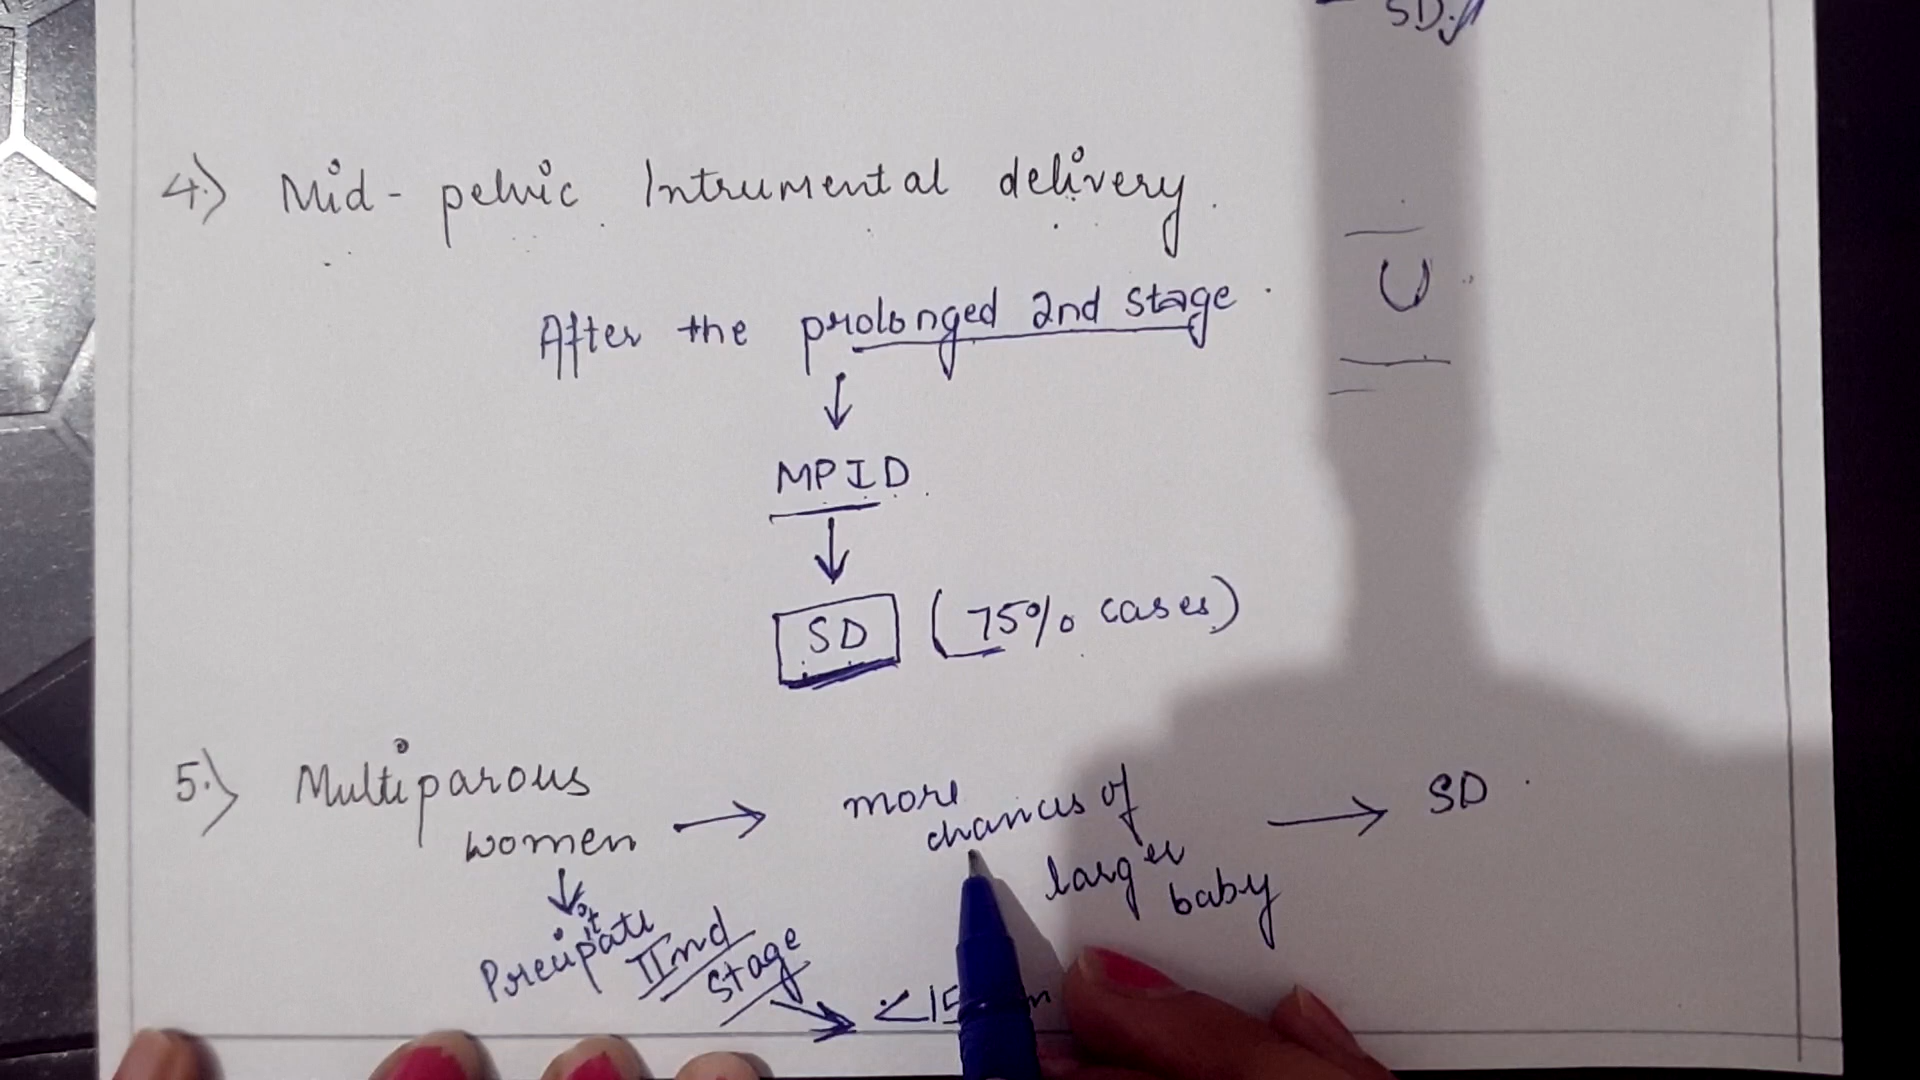 SD.
4.) Mid-pelvic Intrumental delivery.
After the prolonged 2nd stage.
↓
MPID
↓
SD (75% cases)
5.) Multiparous women → more chances of larger baby → SD.
↓
Precipitate IInd stage → <15